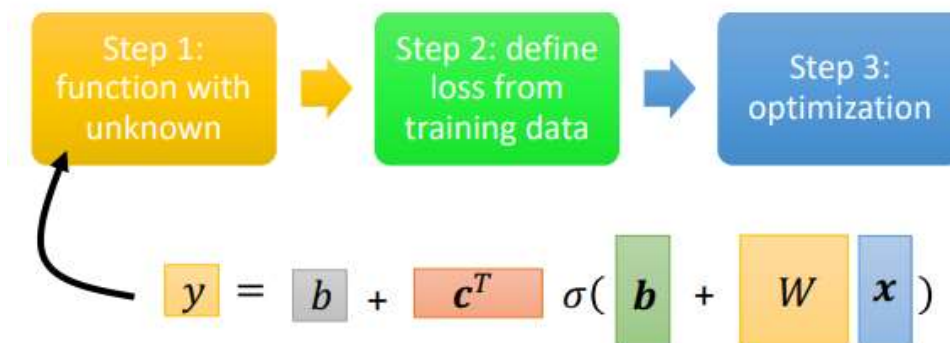 Step 1:
function with
unknown
Step 2: define
loss from
training data
Step 3:
optimization
y = b + c^T σ( b + W x )